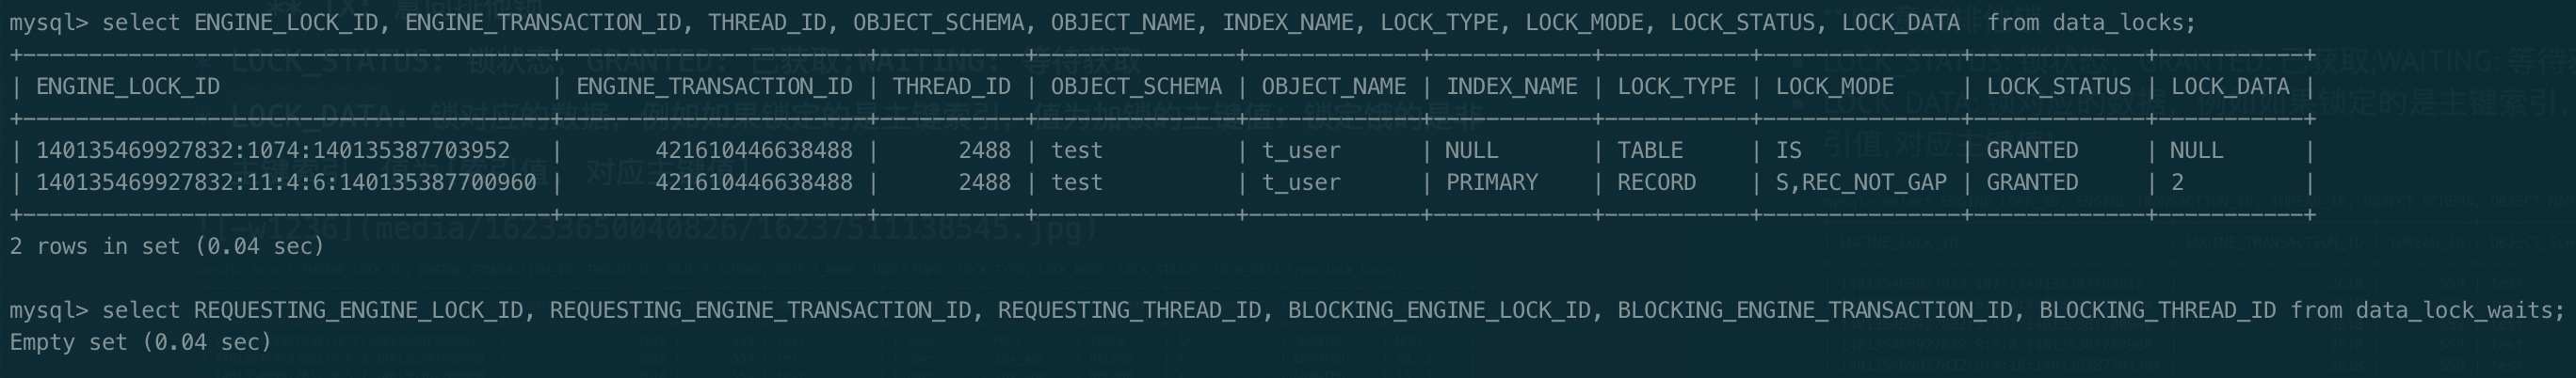 mysql> select ENGINE_LOCK_ID, ENGINE_TRANSACTION_ID, THREAD_ID, OBJECT_SCHEMA, OBJECT_NAME, INDEX_NAME, LOCK_TYPE, LOCK_MODE, LOCK_STATUS, LOCK_DATA  from data_locks;
| ENGINE_LOCK_ID | ENGINE_TRANSACTION_ID | THREAD_ID | OBJECT_SCHEMA | OBJECT_NAME | INDEX_NAME | LOCK_TYPE | LOCK_MODE | LOCK_STATUS | LOCK_DATA |
| 140135469927832:1074:140135387703952 | 421610446638488 | 2488 | test | t_user | NULL | TABLE | IS | GRANTED | NULL |
| 140135469927832:11:4:6:140135387700960 | 421610446638488 | 2488 | test | t_user | PRIMARY | RECORD | S,REC_NOT_GAP | GRANTED | 2 |
2 rows in set (0.04 sec)
mysql> select REQUESTING_ENGINE_LOCK_ID, REQUESTING_ENGINE_TRANSACTION_ID, REQUESTING_THREAD_ID, BLOCKING_ENGINE_LOCK_ID, BLOCKING_ENGINE_TRANSACTION_ID, BLOCKING_THREAD_ID from data_lock_waits;
Empty set (0.04 sec)